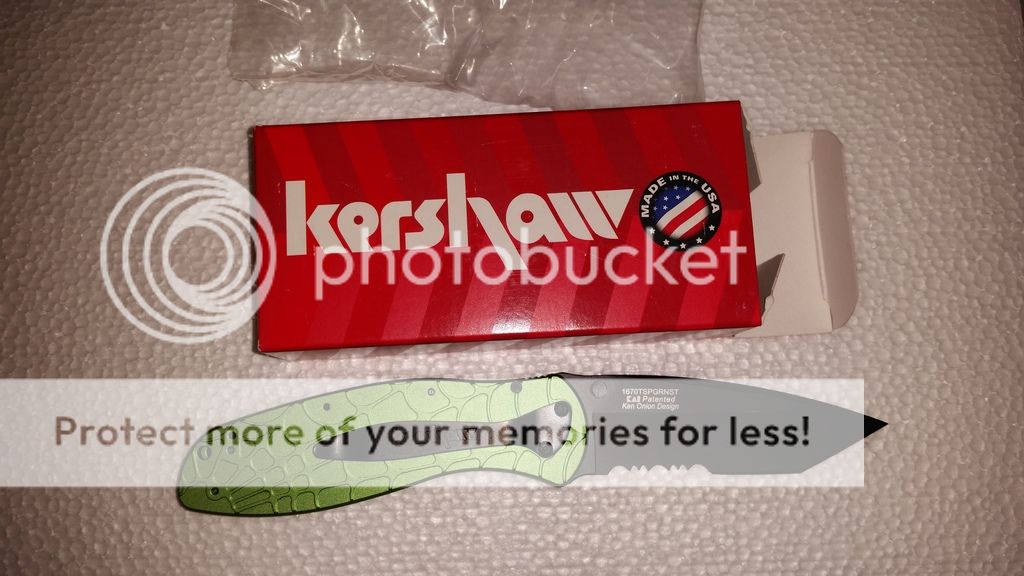 kershaw
MADE IN THE USA
photobucket
1670TSPGRNST
KAI Patented
Ken Onion Design
Protect more of your memories for less!